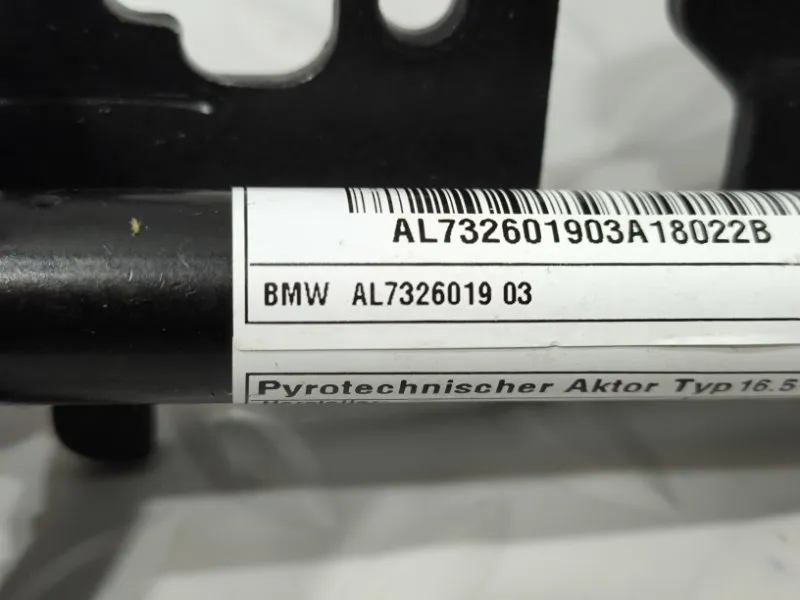 AL732601903A18022B
BMW AL7326019 03
Pyrotechnischer Aktor Typ 16.5